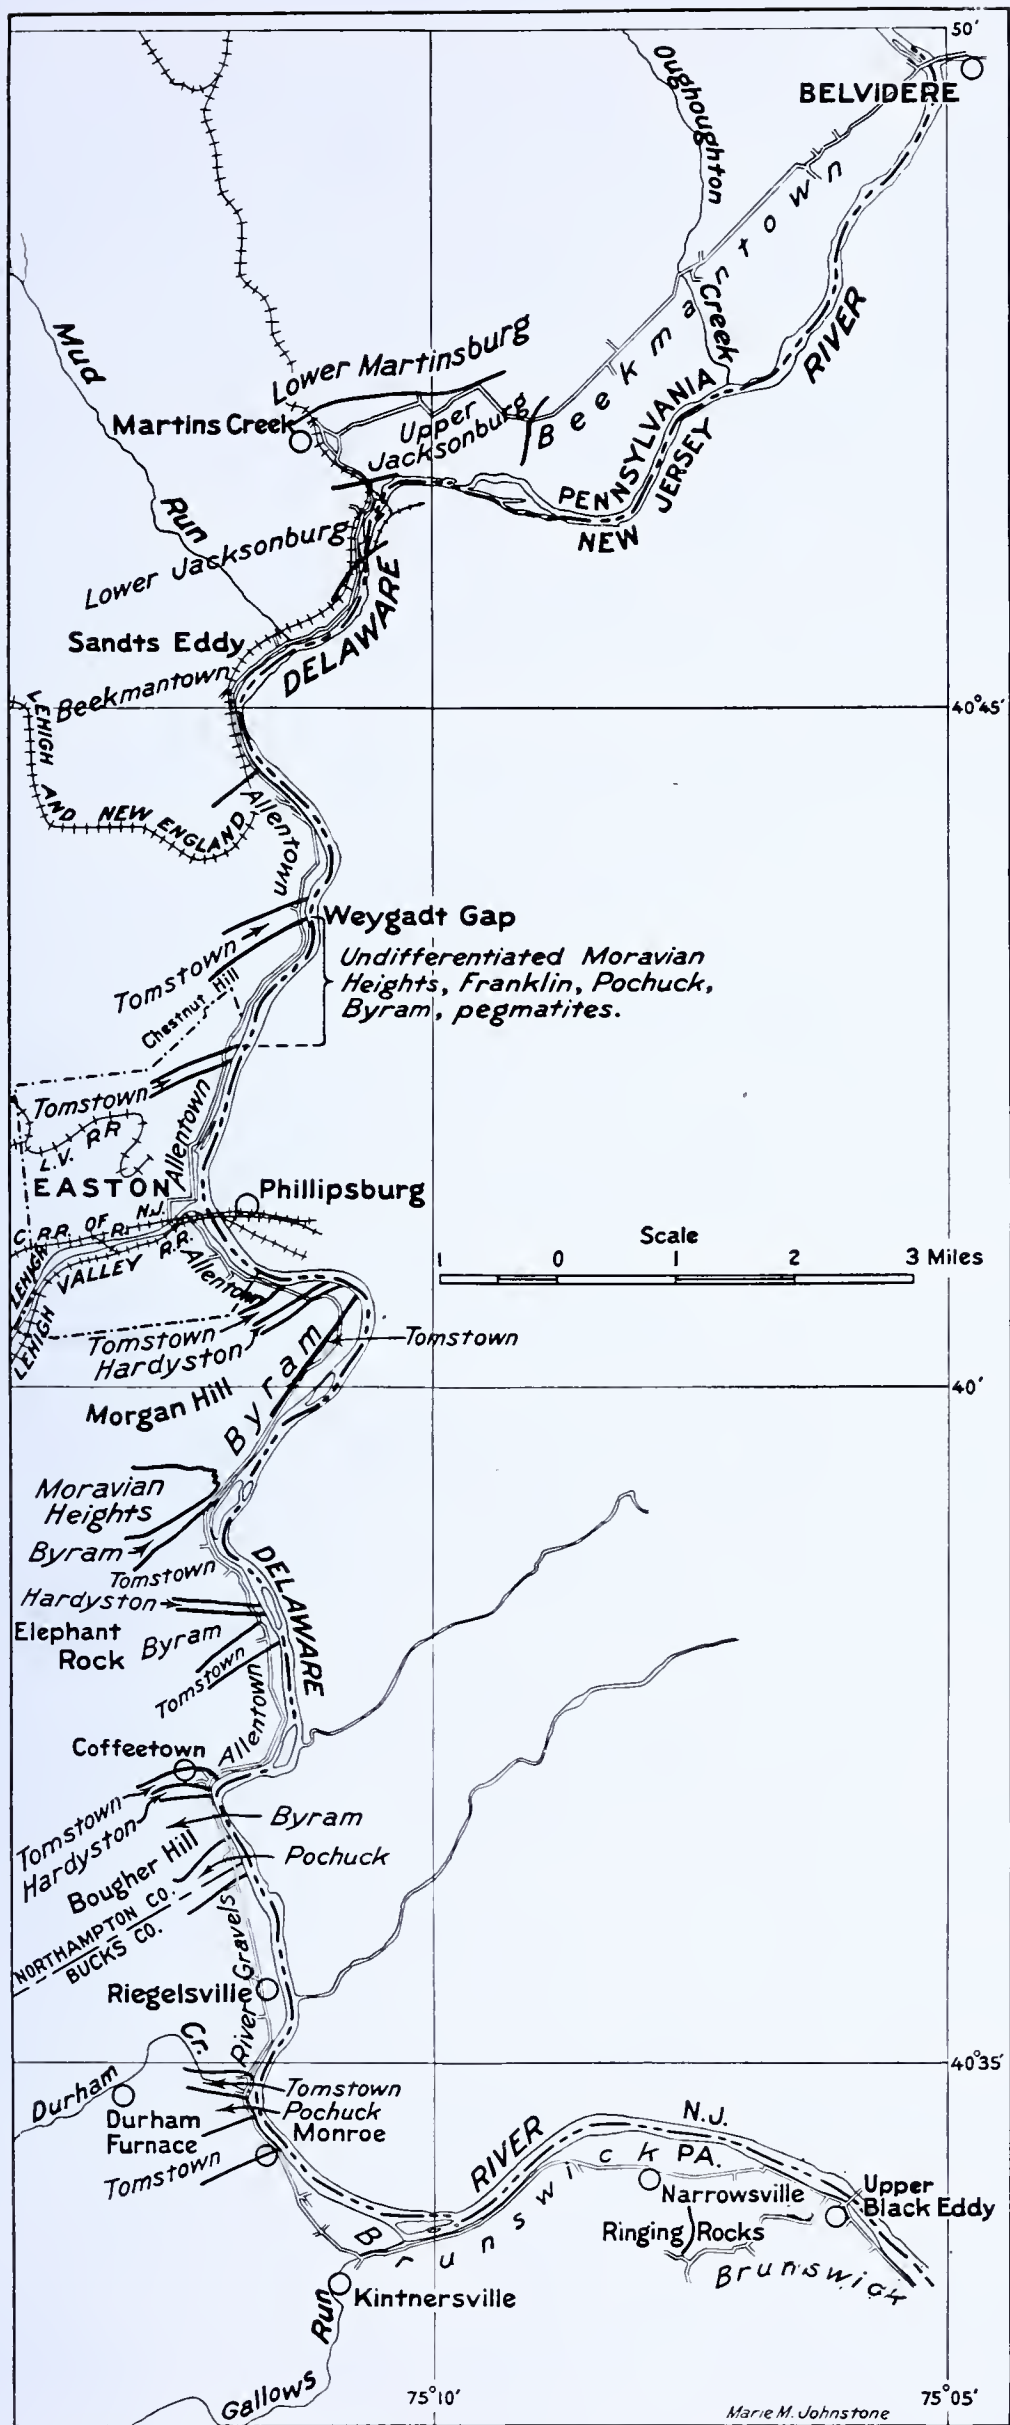 50'
BELVIDERE
Oughoughton
Creek
Beekmantown
RIVER
Mud
Run
Lower Martinsburg
Martins Creek
Upper
Jacksonburg
PENNSYLVANIA
NEW JERSEY
Lower Jacksonburg
DELAWARE
Sandts Eddy
Beekmantown
40°45'
LEHIGH AND NEW ENGLAND
Allentown
Weygadt Gap
Tomstown
Undifferentiated Moravian
Heights, Franklin, Pochuck,
Byram, pegmatites.
Chestnut Hill
Tomstown
Allentown
L.V. R R
EASTON
Phillipsburg
C.R.R. OF N.J.
LEHIGH R.
LEHIGH VALLEY R.R.
Allentown
Scale
1 0 1 2 3 Miles
Tomstown
Hardyston
Tomstown
Byram
40'
Morgan Hill
Moravian
Heights
Byram
Tomstown
DELAWARE
Hardyston
Elephant
Rock
Byram
Tomstown
Allentown
Coffeetown
Tomstown
Hardyston
Byram
Bougher Hill
Pochuck
NORTHAMPTON CO.
BUCKS CO.
River Gravels
Riegelsville
40°35'
Durham
Cr.
Tomstown
Pochuck
Durham
Furnace
Monroe
Tomstown
RIVER
N.J.
PA.
Brunswick
Narrowsville
Upper
Black Eddy
Ringing Rocks
Brunswick
Kintnersville
Gallows
Run
75°10'
75°05'
Marie M. Johnstone